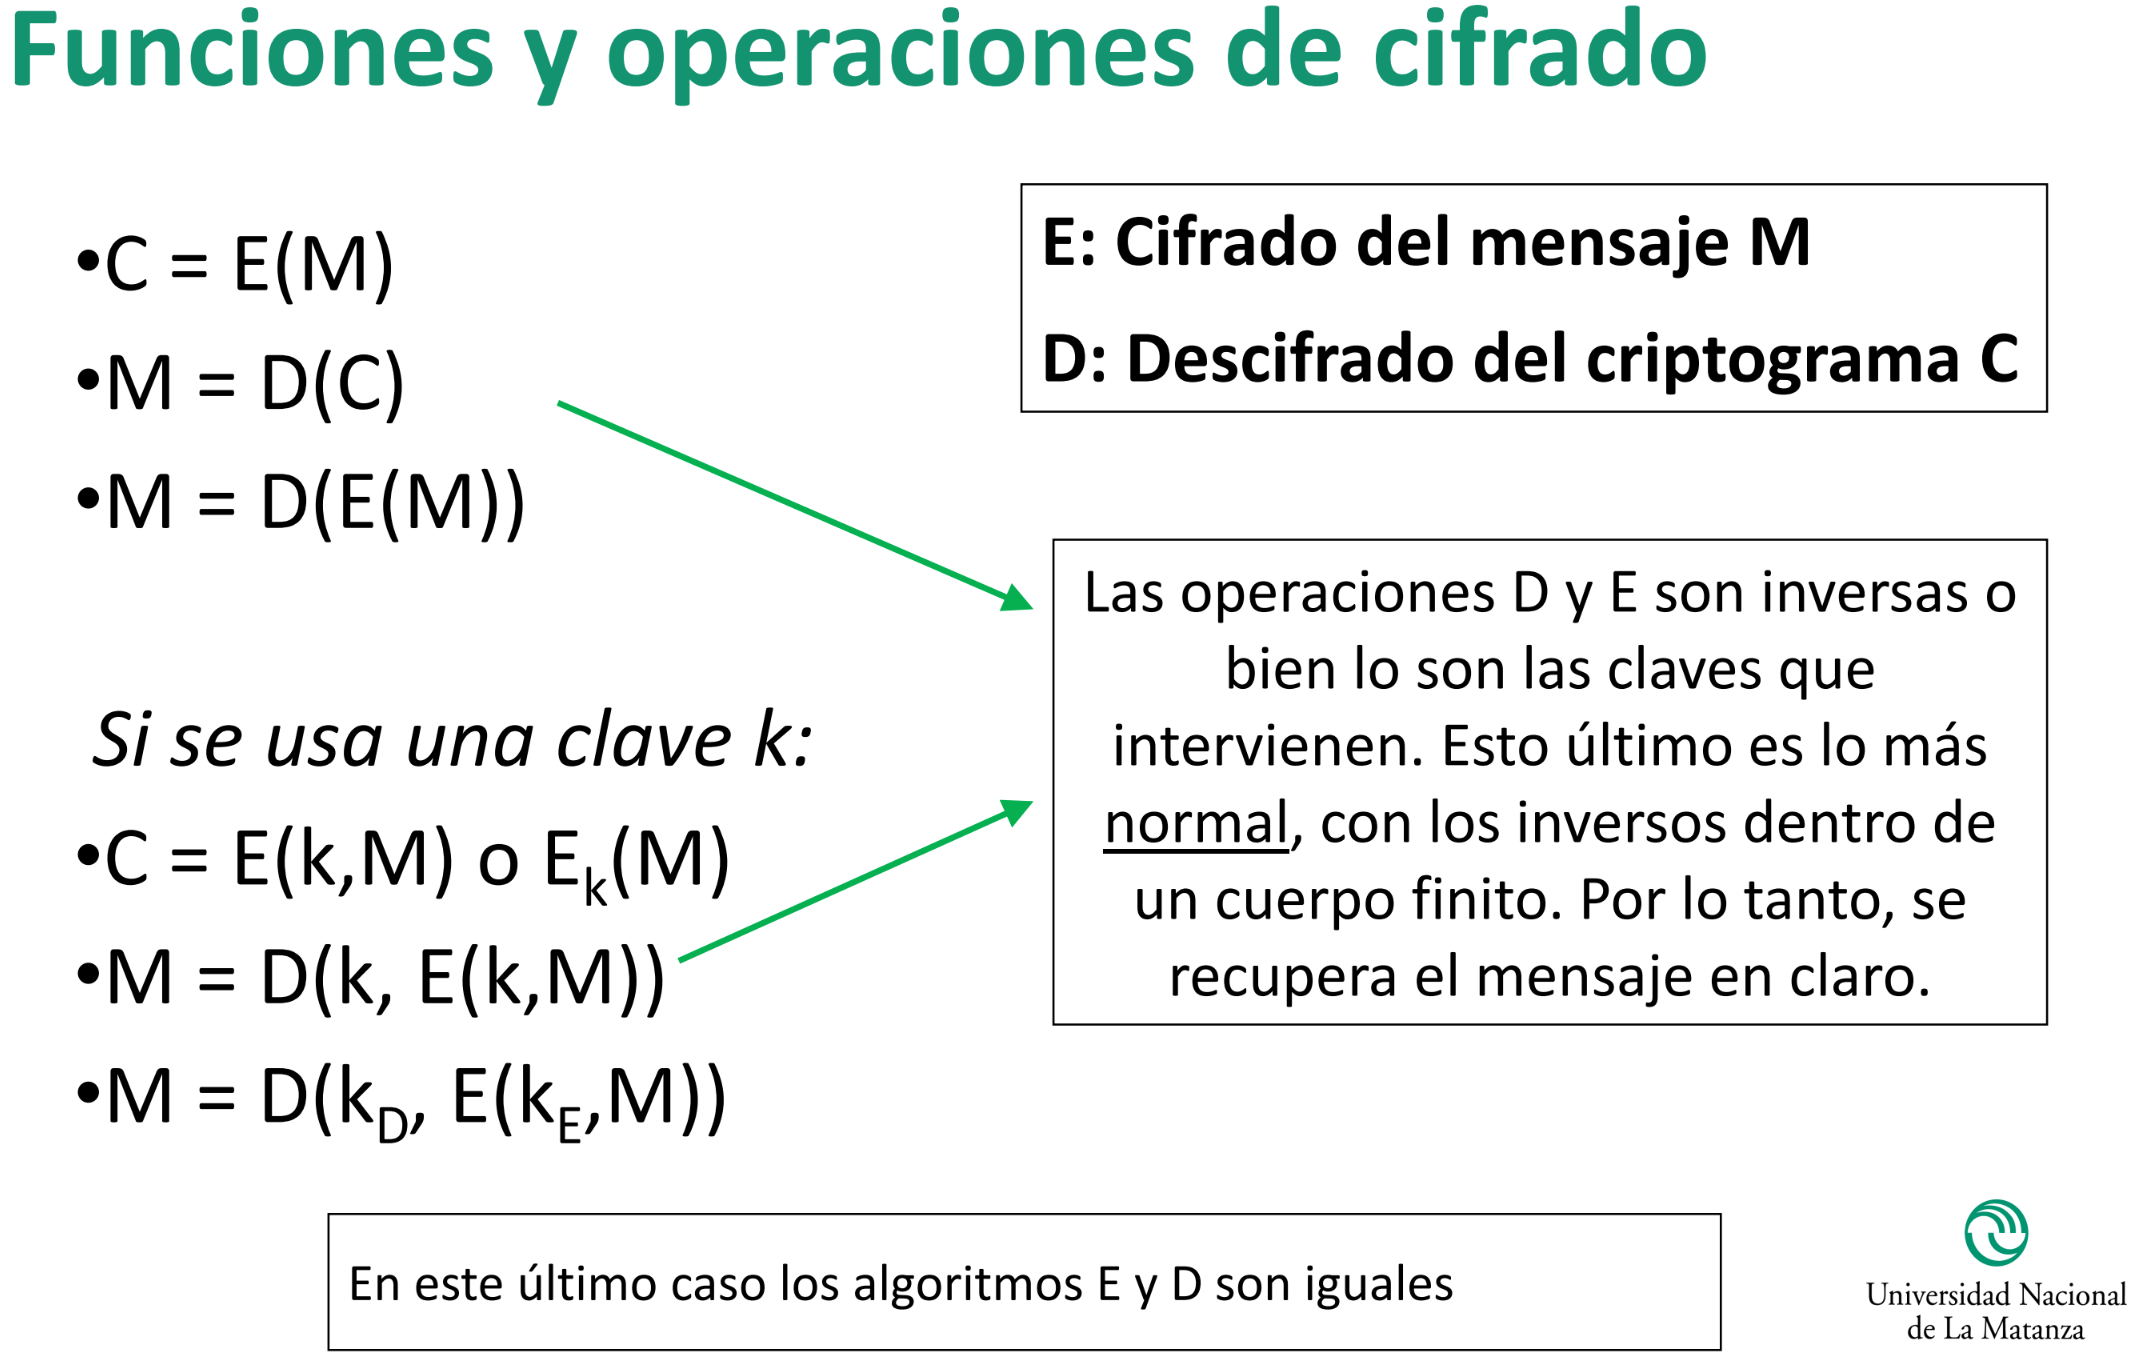 Funciones y operaciones de cifrado
•C = E(M)
•M = D(C)
•M = D(E(M))
Si se usa una clave k:
•C = E(k,M) o Eₖ(M)
•M = D(k, E(k,M))
•M = D(k_D, E(k_E,M))
E: Cifrado del mensaje M
D: Descifrado del criptograma C
Las operaciones D y E son inversas o
bien lo son las claves que
intervienen. Esto último es lo más
normal, con los inversos dentro de
un cuerpo finito. Por lo tanto, se
recupera el mensaje en claro.
En este último caso los algoritmos E y D son iguales
Universidad Nacional
de La Matanza